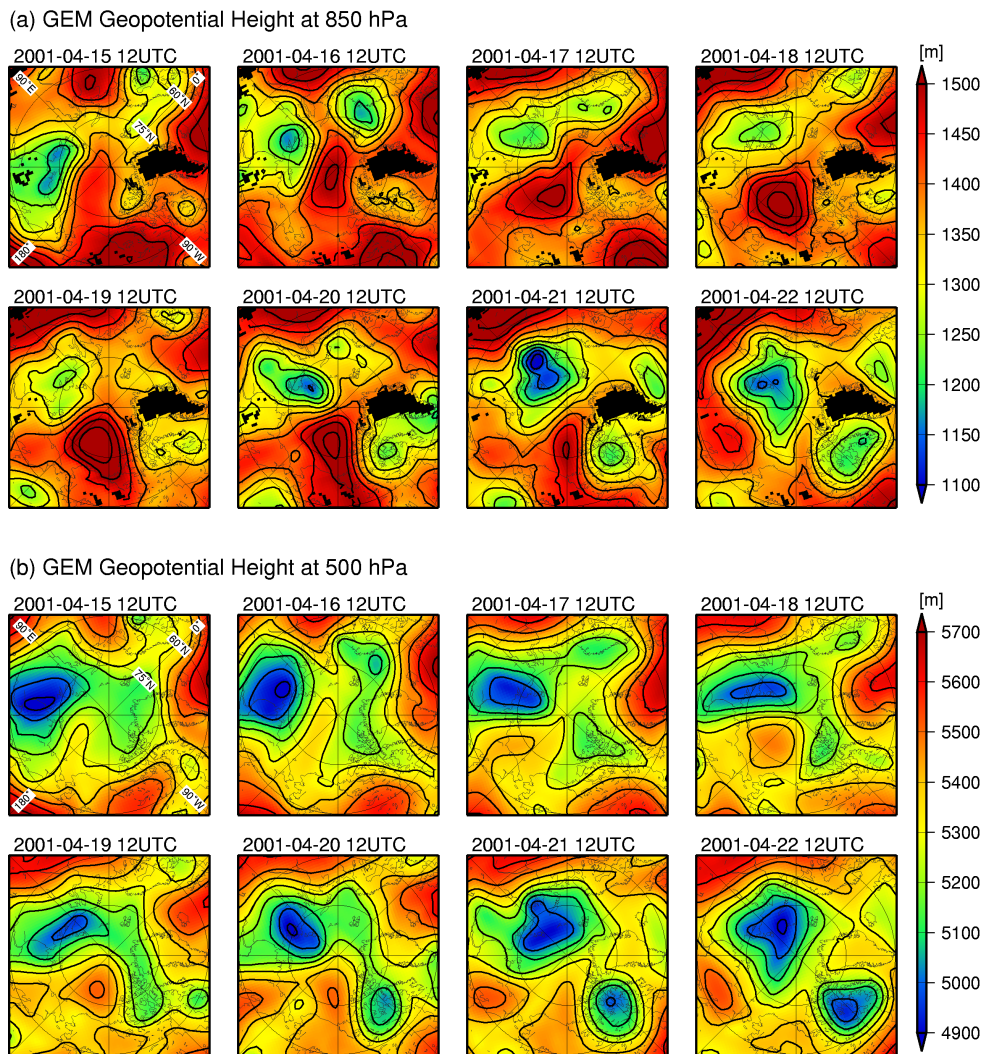 (a) GEM Geopotential Height at 850 hPa
2001-04-15 12UTC 2001-04-16 12UTC 2001-04-17 12UTC 2001-04-18 12UTC [m]
90°E 0° 60°N 75°N 180° 90°W
1500
1450
1400
1350
1300
1250
1200
1150
1100
2001-04-19 12UTC 2001-04-20 12UTC 2001-04-21 12UTC 2001-04-22 12UTC
(b) GEM Geopotential Height at 500 hPa
2001-04-15 12UTC 2001-04-16 12UTC 2001-04-17 12UTC 2001-04-18 12UTC [m]
90°E 0° 60°N 75°N 180° 90°W
5700
5600
5500
5400
5300
5200
5100
5000
4900
2001-04-19 12UTC 2001-04-20 12UTC 2001-04-21 12UTC 2001-04-22 12UTC